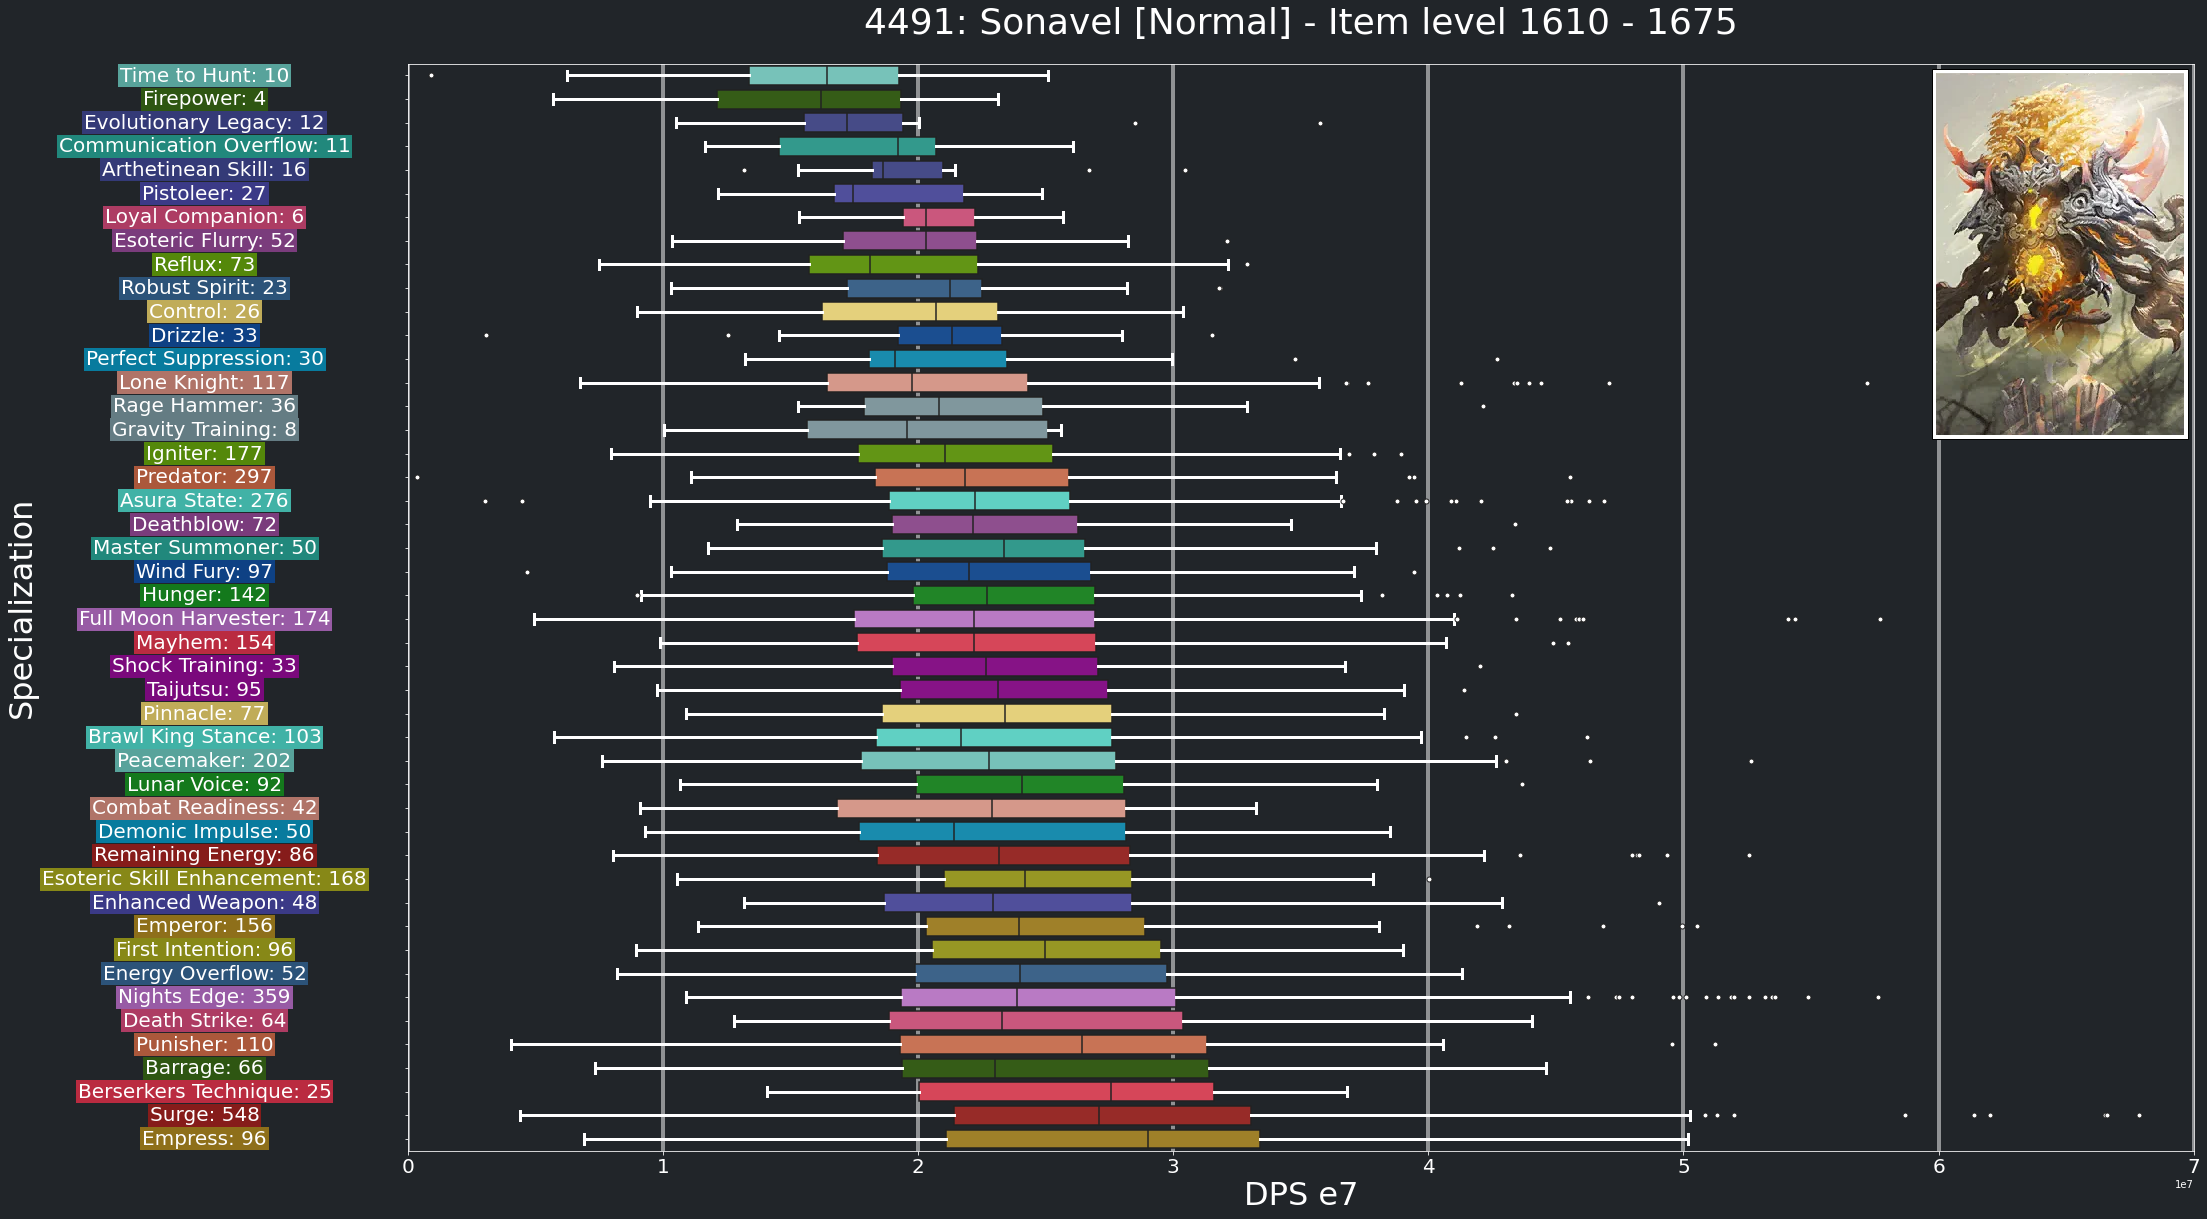 4491: Sonavel [Normal] - Item level 1610 - 1675
Time to Hunt: 10
Firepower: 4
Evolutionary Legacy: 12
Communication Overflow: 11
Arthetinean Skill: 16
Pistoleer: 27
Loyal Companion: 6
Esoteric Flurry: 52
Reflux: 73
Robust Spirit: 23
Control: 26
Drizzle: 33
Perfect Suppression: 30
Lone Knight: 117
Rage Hammer: 36
Gravity Training: 8
Igniter: 177
Predator: 297
Asura State: 276
Deathblow: 72
Master Summoner: 50
Wind Fury: 97
Hunger: 142
Full Moon Harvester: 174
Mayhem: 154
Shock Training: 33
Taijutsu: 95
Pinnacle: 77
Brawl King Stance: 103
Peacemaker: 202
Lunar Voice: 92
Combat Readiness: 42
Demonic Impulse: 50
Remaining Energy: 86
Esoteric Skill Enhancement: 168
Enhanced Weapon: 48
Emperor: 156
First Intention: 96
Energy Overflow: 52
Nights Edge: 359
Death Strike: 64
Punisher: 110
Barrage: 66
Berserkers Technique: 25
Surge: 548
Empress: 96
Specialization
0 1 2 3 4 5 6 7
DPS e7
1e7